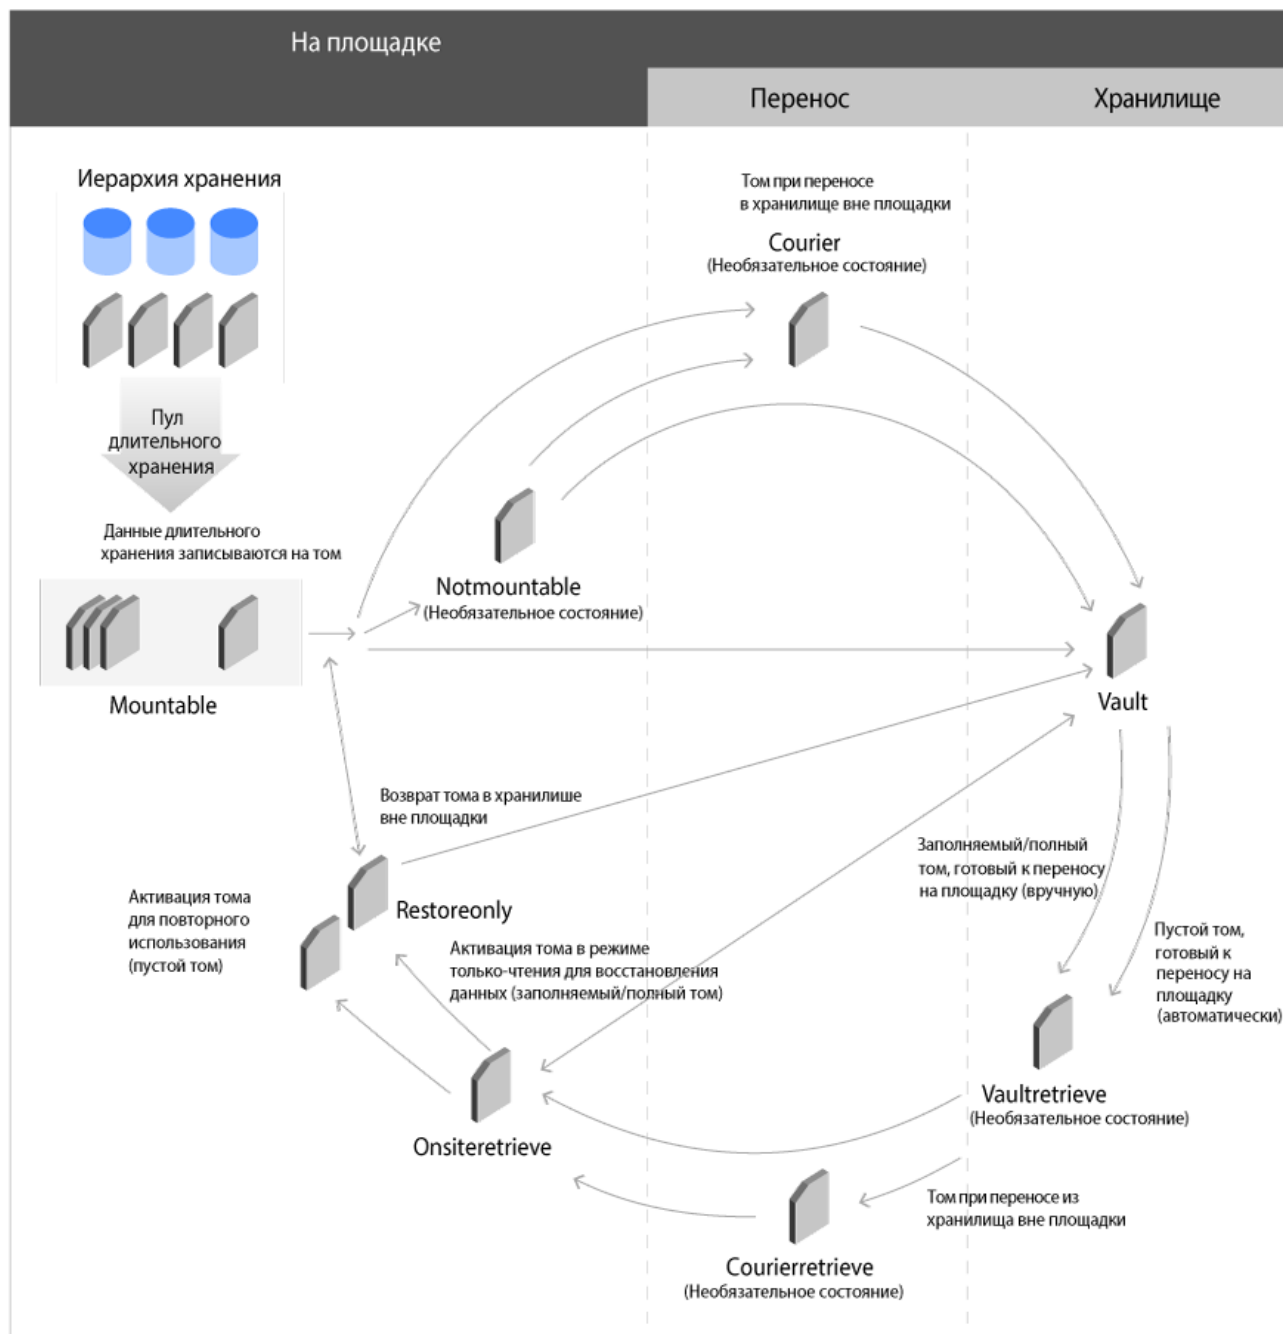 На площадке
Перенос
Хранилище
Иерархия хранения
Том при переносе
в хранилище вне площадки
Courier
(Необязательное состояние)
Пул
длительного
хранения
Данные длительного
хранения записываются на том
Notmountable
(Необязательное состояние)
Mountable
Vault
Возврат тома в хранилише
вне площадки
Заполняемый/полный
том, готовый к переносу
на площадку (вручную)
Активация тома
для повторного
использования
(пустой том)
Restoreonly
Активация тома в режиме
только-чтения для восстановления
данных (заполняемый/полный том)
Пустой том,
готовый к
переносу на
площадку
(автоматически)
Vaultretrieve
(Необязательное состояние)
Onsiteretrieve
Том при переносе из
хранилища вне площадки
Courierretrieve
(Необязательное состояние)